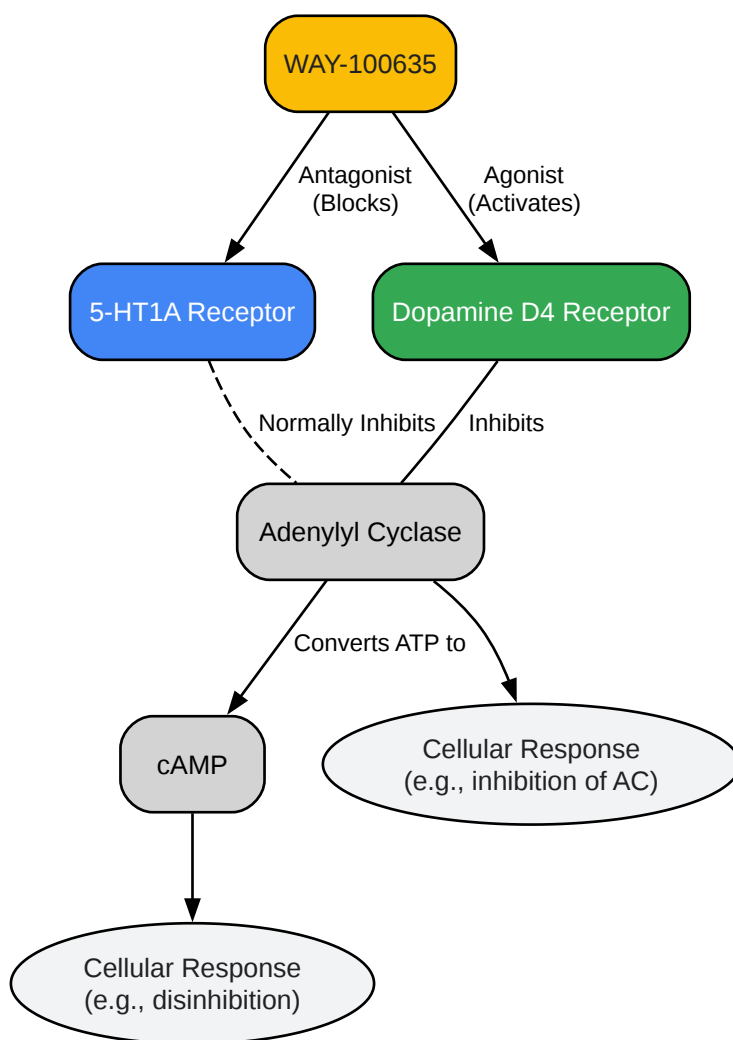 WAY-100635
Antagonist
(Blocks)
Agonist
(Activates)
5-HT1A Receptor
Dopamine D4 Receptor
Normally Inhibits
Inhibits
Adenylyl Cyclase
Converts ATP to
cAMP
Cellular Response
(e.g., inhibition of AC)
Cellular Response
(e.g., disinhibition)